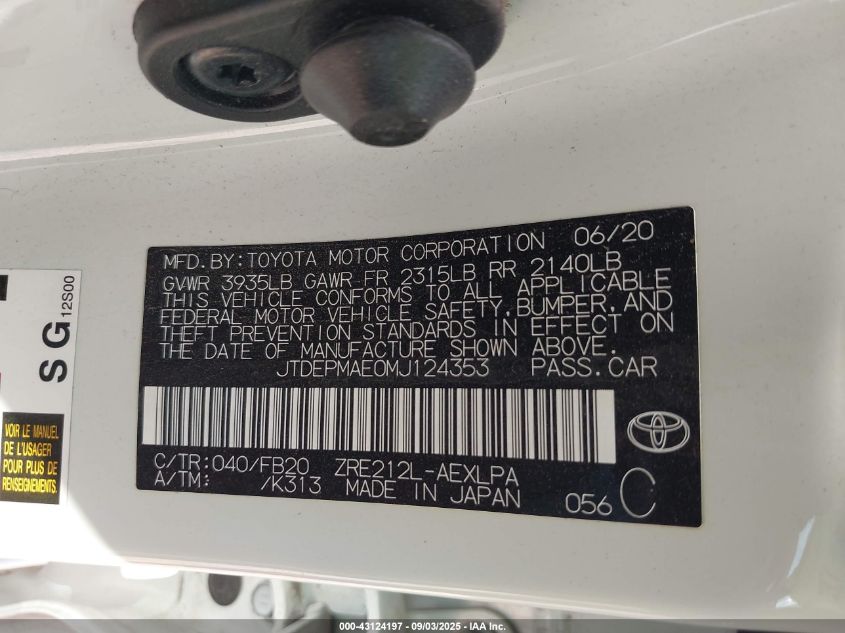 MFD.BY:TOYOTA MOTOR CORPORATION 06/20
GVWR 3935LB GAWR FR 2315LB RR 2140LB
THIS VEHICLE CONFORMS TO ALL APPLICABLE
FEDERAL MOTOR VEHICLE SAFETY,BUMPER,AND
THEFT PREVENTION STANDARDS IN EFFECT ON
THE DATE OF MANUFACTURE SHOWN ABOVE.
JTDEPMAE0MJ124353 PASS.CAR
C/TR:040/FB20 ZRE212L-AEXLPA
A/TM: /K313 MADE IN JAPAN
056 C
SG 12S00
VOIR LE MANUEL
DE L'USAGER
POUR PLUS DE
RENSEIGNEMENTS.
000-43124197 - 09/03/2025 - IAA Inc.